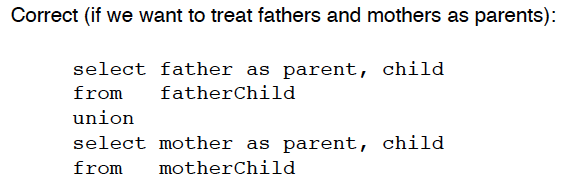 Correct (if we want to treat fathers and mothers as parents):
select father as parent, child
from   fatherChild
union
select mother as parent, child
from   motherChild